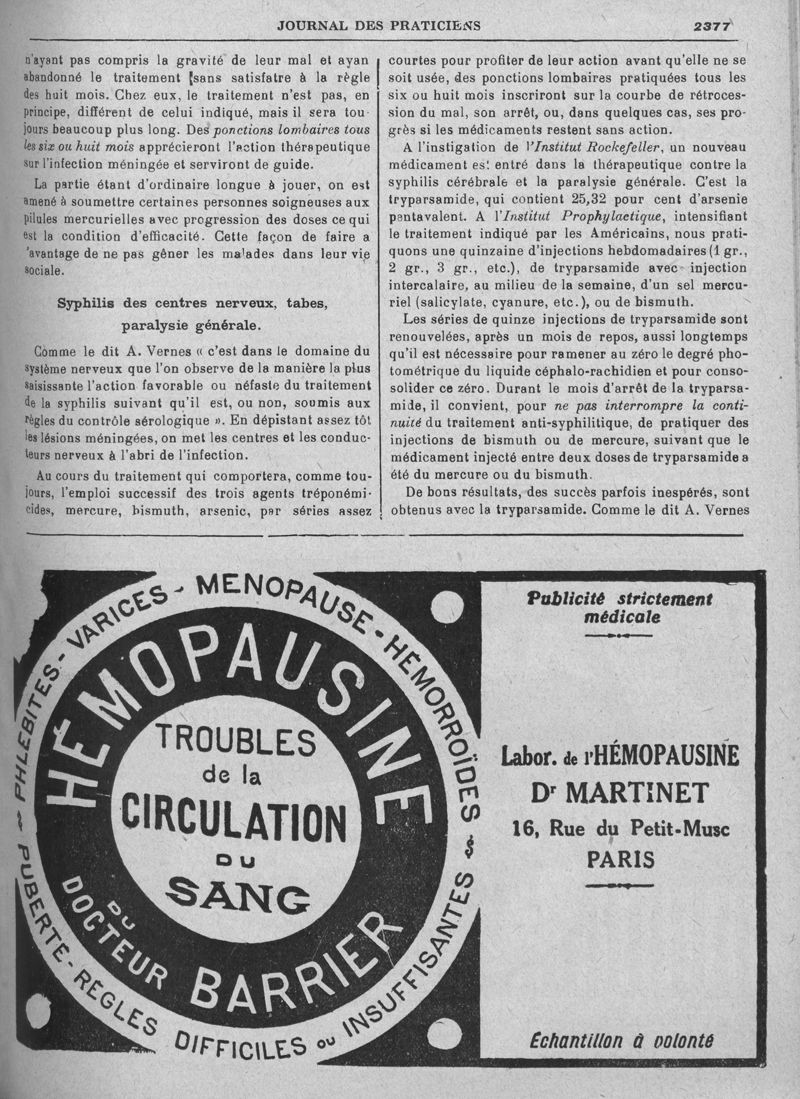 JOURNAL DES PRATICIENS 2377
n'ayant pas compris la gravité de leur mal et ayan
abandonné le traitement sans satisfatre à la règle
des huit mois. Chez eux, le traitement n'est pas, en
principe, différent de celui indiqué, mais il sera tou-
jours beaucoup plus long. Des ponctions lombaires tous
les six ou huit mois apprécieront l'action thérapeutique
sur l'infection méningée et serviront de guide.
La partie étant d'ordinaire longue à jouer, on est
amené à soumettre certaines personnes soigneuses aux
pilules mercurielles avec progression des doses ce qui
est la condition d'efficacité. Cette façon de faire a
'avantage de ne pas gêner les malades dans leur vie
sociale.
Syphilis des centres nerveux, tabes,
paralysie générale.
Comme le dit A. Vernes « c'est dans le domaine du
système nerveux que l'on observe de la manière la plus
saisissante l'action favorable ou néfaste du traitement
de la syphilis suivant qu'il est, ou non, soumis aux
règles du contrôle sérologique ». En dépistant assez tôt
les lésions méningées, on met les centres et les conduc-
teurs nerveux à l'abri de l'infection.
Au cours du traitement qui comportera, comme tou-
jours, l'emploi successif des trois agents tréponémi-
cides, mercure, bismuth, arsenic, par séries assez
courtes pour profiter de leur action avant qu'elle ne se
soit usée, des ponctions lombaires pratiquées tous les
six ou huit mois inscriront sur la courbe de rétroces-
sion du mal, son arrêt, ou, dans quelques cas, ses pro-
grès si les médicaments restent sans action.
A l'instigation de l'Institut Rockefeller, un nouveau
médicament est entré dans la thérapeutique contre la
syphilis cérébrale et la paralysie générale. C'est la
tryparsamide, qui contient 25,32 pour cent d'arsenie
pentavalent. A l'Institut Prophylactique, intensifiant
le traitement indiqué par les Américains, nous prati-
quons une quinzaine d'injections hebdomadaires (1 gr.,
2 gr., 3 gr., etc.), de tryparsamide avec injection
intercalaire, au milieu de la semaine, d'un sel mercu-
riel (salicylate, cyanure, etc.), ou de bismuth.
Les séries de quinze injections de tryparsamide sont
renouvelées, après un mois de repos, aussi longtemps
qu'il est nécessaire pour ramener au zéro le degré pho-
tométrique du liquide céphalo-rachidien et pour conso-
solider ce zéro. Durant le mois d'arrêt de la tryparsa-
mide, il convient, pour ne pas interrompre la conti-
nuité du traitement anti-syphilitique, de pratiquer des
injections de bismuth ou de mercure, suivant que le
médicament injecté entre deux doses de tryparsamide a
été du mercure ou du bismuth.
De bons résultats, des succès parfois inespérés, sont
obtenus avec la tryparsamide. Comme le dit A. Vernes
PHLÉBITES - VARICES - MÉNOPAUSE - HÉMORROÏDES
PUBERTÉ - RÈGLES DIFFICILES ou INSUFFISANTES
HÉMOPAUSINE
TROUBLES
de la
CIRCULATION
DU
SANG
DU
DOCTEUR BARRIER
Publicité strictement
médicale
Labor. de l'HÉMOPAUSINE
Dr MARTINET
16, Rue du Petit-Musc
PARIS
Échantillon à volonté